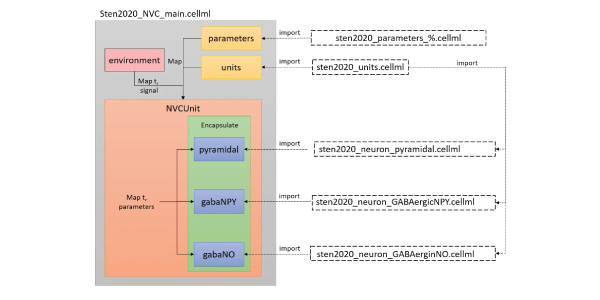 Sten2020_NVC_main.cellml
parameters
import
sten2020_parameters_%.cellml
environment
Map
units
import
sten2020_units.cellml
import
Map t,
signal
NVCUnit
Encapsulate
pyramidal
import
sten2020_neuron_pyramidal.cellml
Map t,
parameters
gabaNPY
import
sten2020_neuron_GABAergicNPY.cellml
gabaNO
import
sten2020_neuron_GABAerginNO.cellml